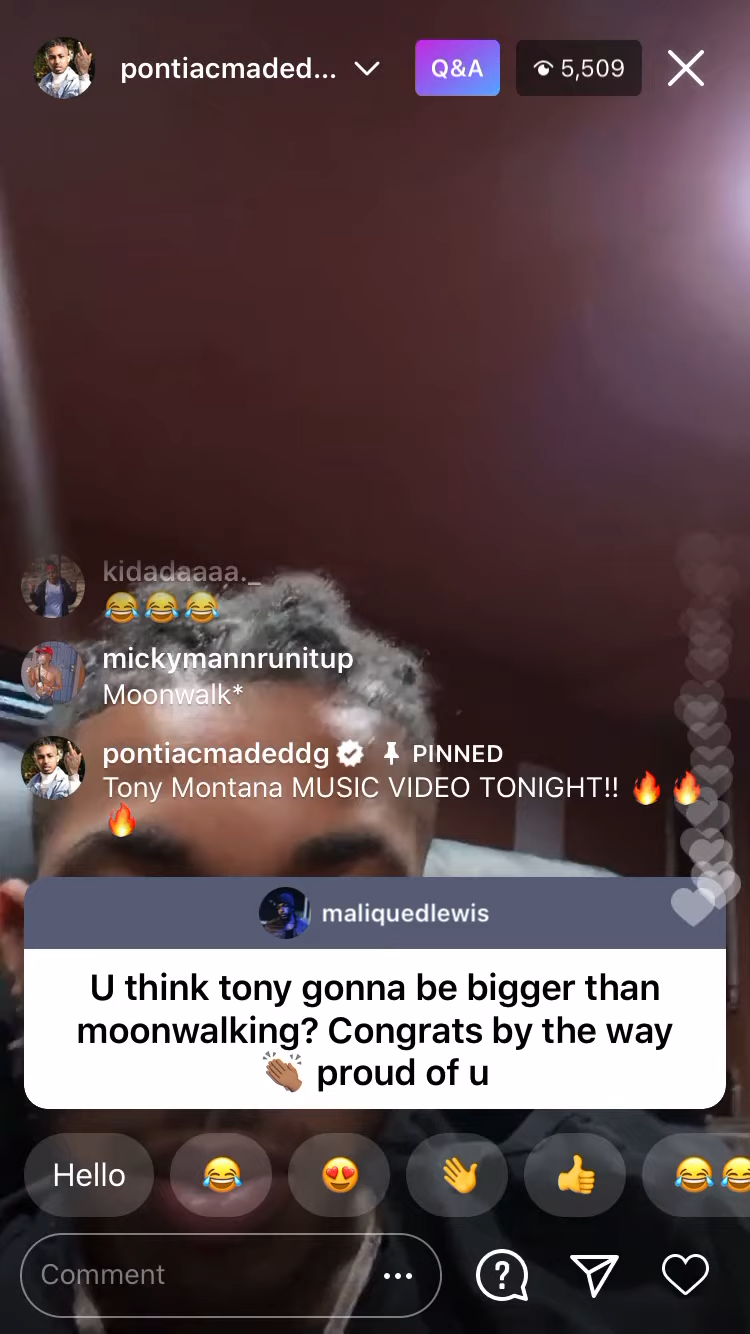 pontiacmaded...
Q&A
5,509
kidadaaaa._
😂😂😂
mickymannrunitup
Moonwalk*
pontiacmadeddg PINNED
Tony Montana MUSIC VIDEO TONIGHT!! 🔥🔥
🔥
maliquedlewis
U think tony gonna be bigger than
moonwalking? Congrats by the way
👏🏽 proud of u
Hello 😂 😍 👋 👍 😂😂
Comment ...